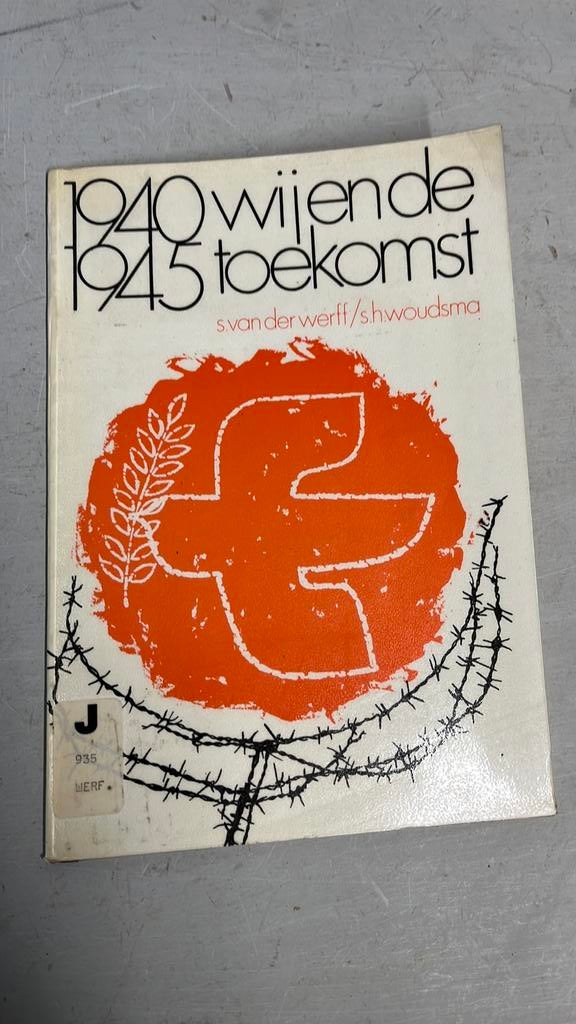 1940 wij en de
1945 toekomst
s.van der werff/s.h.woudsma
J
935
WERF.